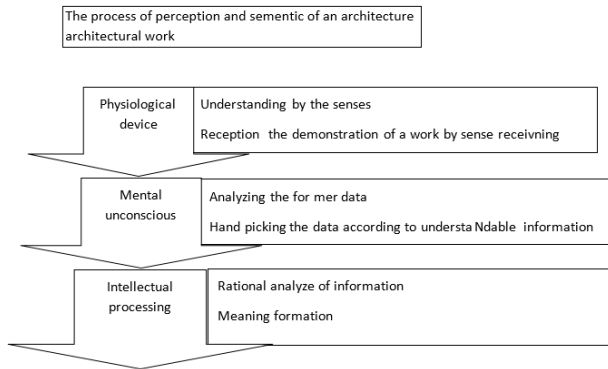 The process of perception and sementic of an architecture
architectural work
Physiological
device
Understanding by the senses
Reception the demonstration of a work by sense receivning
Mental
unconscious
Analyzing the for mer data
Hand picking the data according to understa Ndable information
Intellectual
processing
Rational analyze of information
Meaning formation